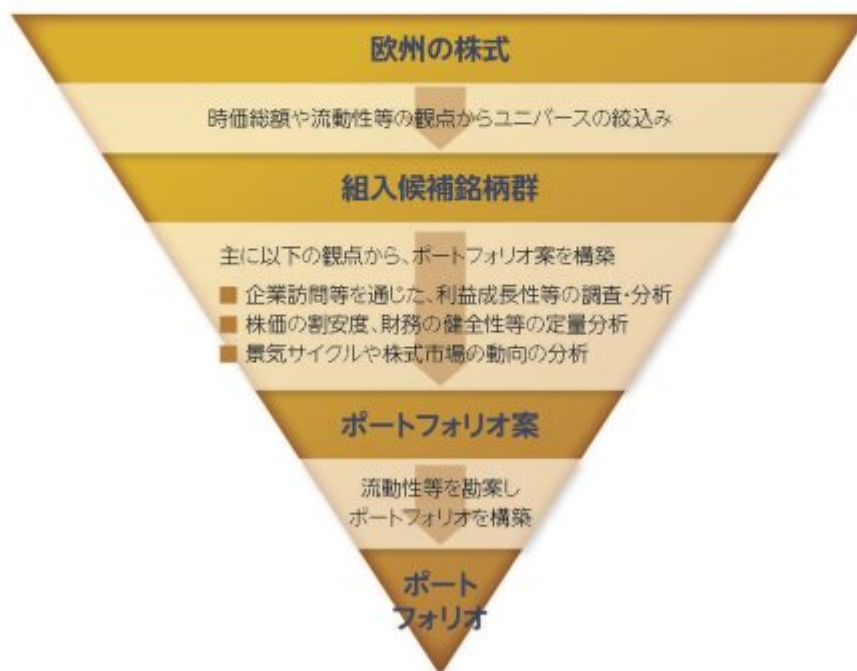 欧州の株式
時価総額や流動性等の観点からユニバースの絞込み
組入候補銘柄群
主に以下の観点から、ポートフォリオ案を構築
■ 企業訪問等を通じた、利益成長性等の調査・分析
■ 株価の割安度、財務の健全性等の定量分析
■ 景気サイクルや株式市場の動向の分析
ポートフォリオ案
流動性等を勘案し
ポートフォリオを構築
ポート
フォリオ